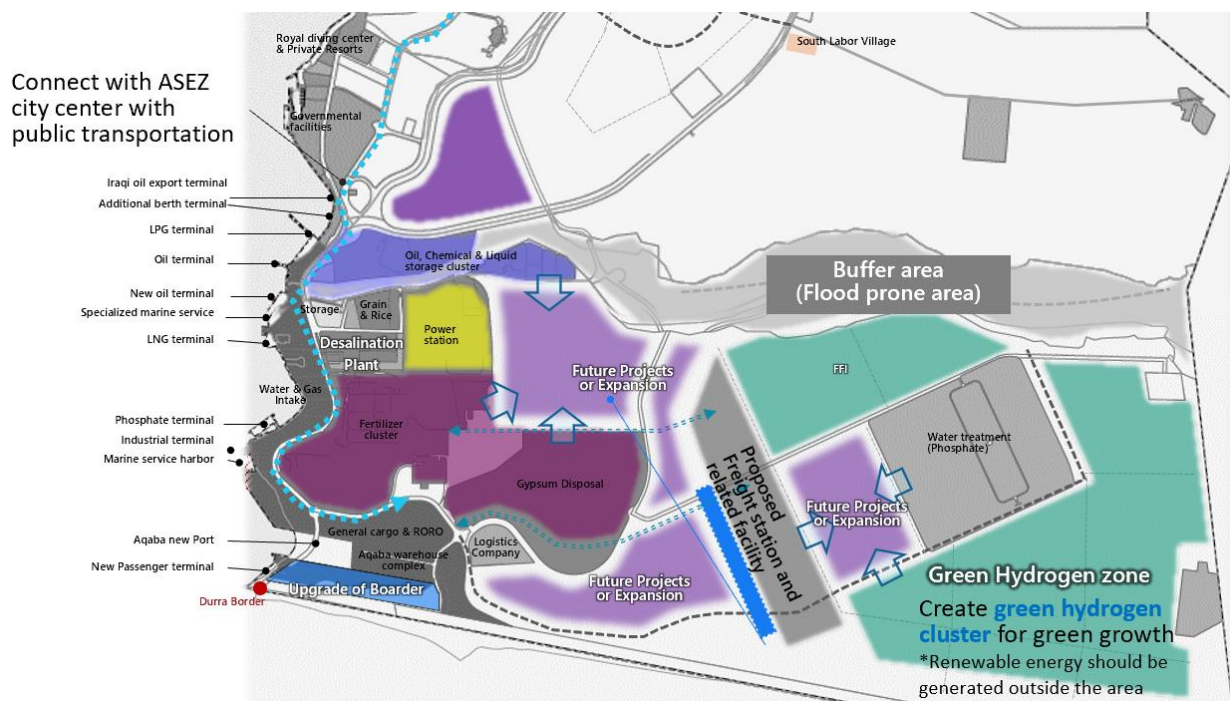 Royal diving center
& Private Resorts
South Labor Village
Connect with ASEZ
city center with
public transportation
Governmental
facilities
Iraqi oil export terminal
Additional berth terminal
LPG terminal
Oil terminal
New oil terminal
Specialized marine service
LNG terminal
Phosphate terminal
Industrial terminal
Marine service harbor
Aqaba new Port
New Passenger terminal
Durra Border
Oil, Chemical & Liquid
storage cluster
Buffer area
(Flood prone area)
Storage
Grain
& Rice
Power
station
Desalination
Plant
Water & Gas
Intake
Future Projects
or Expansion
FFI
Fertilizer
cluster
Gypsum Disposal
Water treatment
(Phosphate)
Proposed
Freight station and
related facility
Future Projects
or Expansion
General cargo & RORO
Logistics
Company
Aqaba warehouse
complex
Upgrade of Boarder
Future Projects
or Expansion
Green Hydrogen zone
Create green hydrogen
cluster for green growth
*Renewable energy should be
generated outside the area